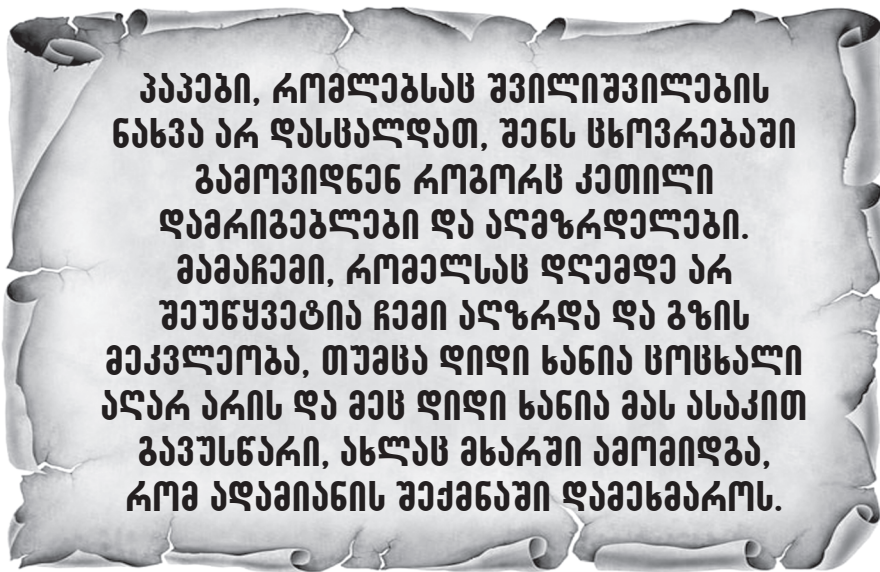 პაპები, რომლებსაც შვილიშვილების
ნახვა არ დასცალდათ, შენს ცხოვრებაში
გამოვიდნენ როგორც კეთილი
დამრიგებლები და აღმზრდელები.
მამაჩემი, რომელსაც დღემდე არ
შეუწყვეტია ჩემი აღზრდა და გზის
მეკვლეობა, თუმცა დიდი ხანია ცოცხალი
აღარ არის და მეც დიდი ხანია მას ასაკით
გავუსწარი, ახლაც მხარში ამომიდგა,
რომ ადამიანის შექმნაში დამეხმაროს.